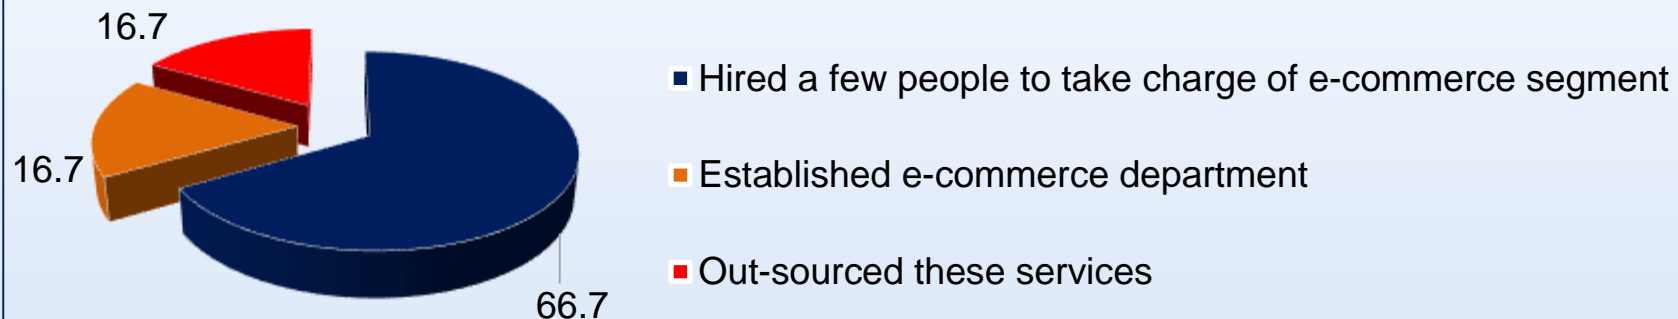 16.7
Hired a few people to take charge of e-commerce segment
16.7
Established e-commerce department
Out-sourced these services
66.7